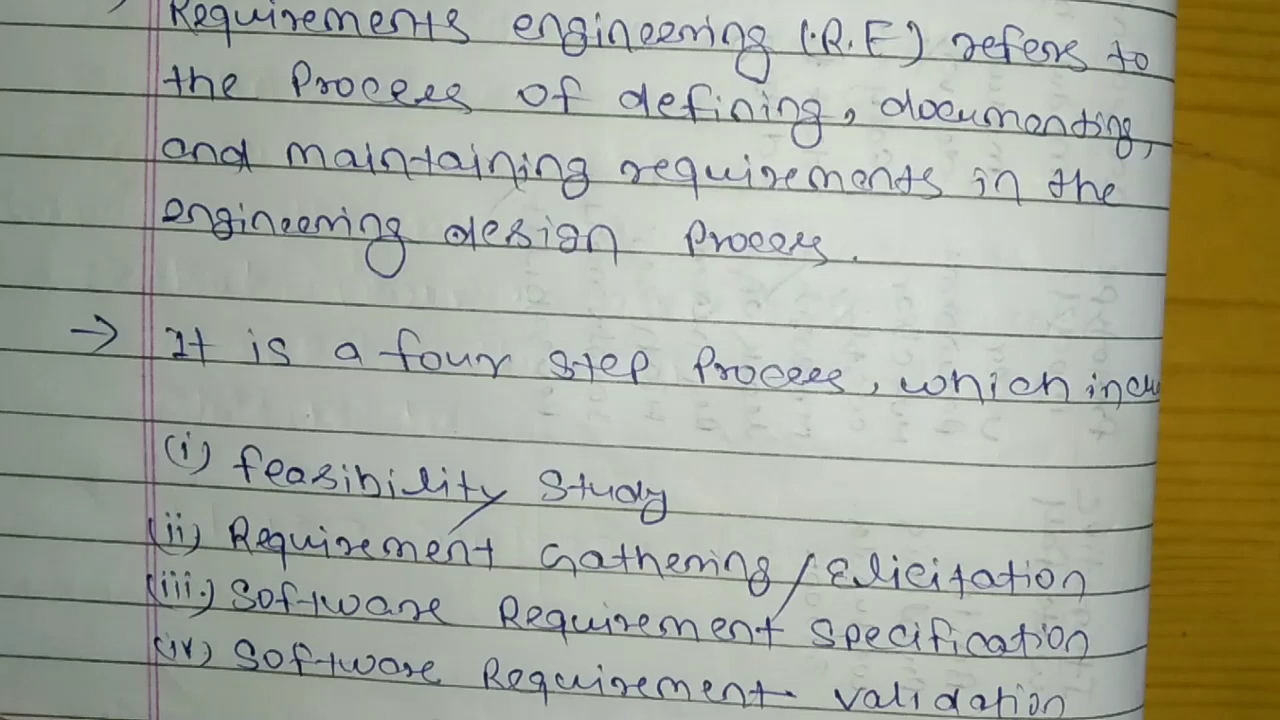 Requirements engineering (R.E) refers to
the Process of defining, documenting,
and maintaining requirements in the
engineering design Process.
→ It is a four step Process, which inclu
(i) feasibility Study
(ii) Requirement Gathering / Elicitation
(iii.) Software Requirement Specification
(iv) Software Requirement validation